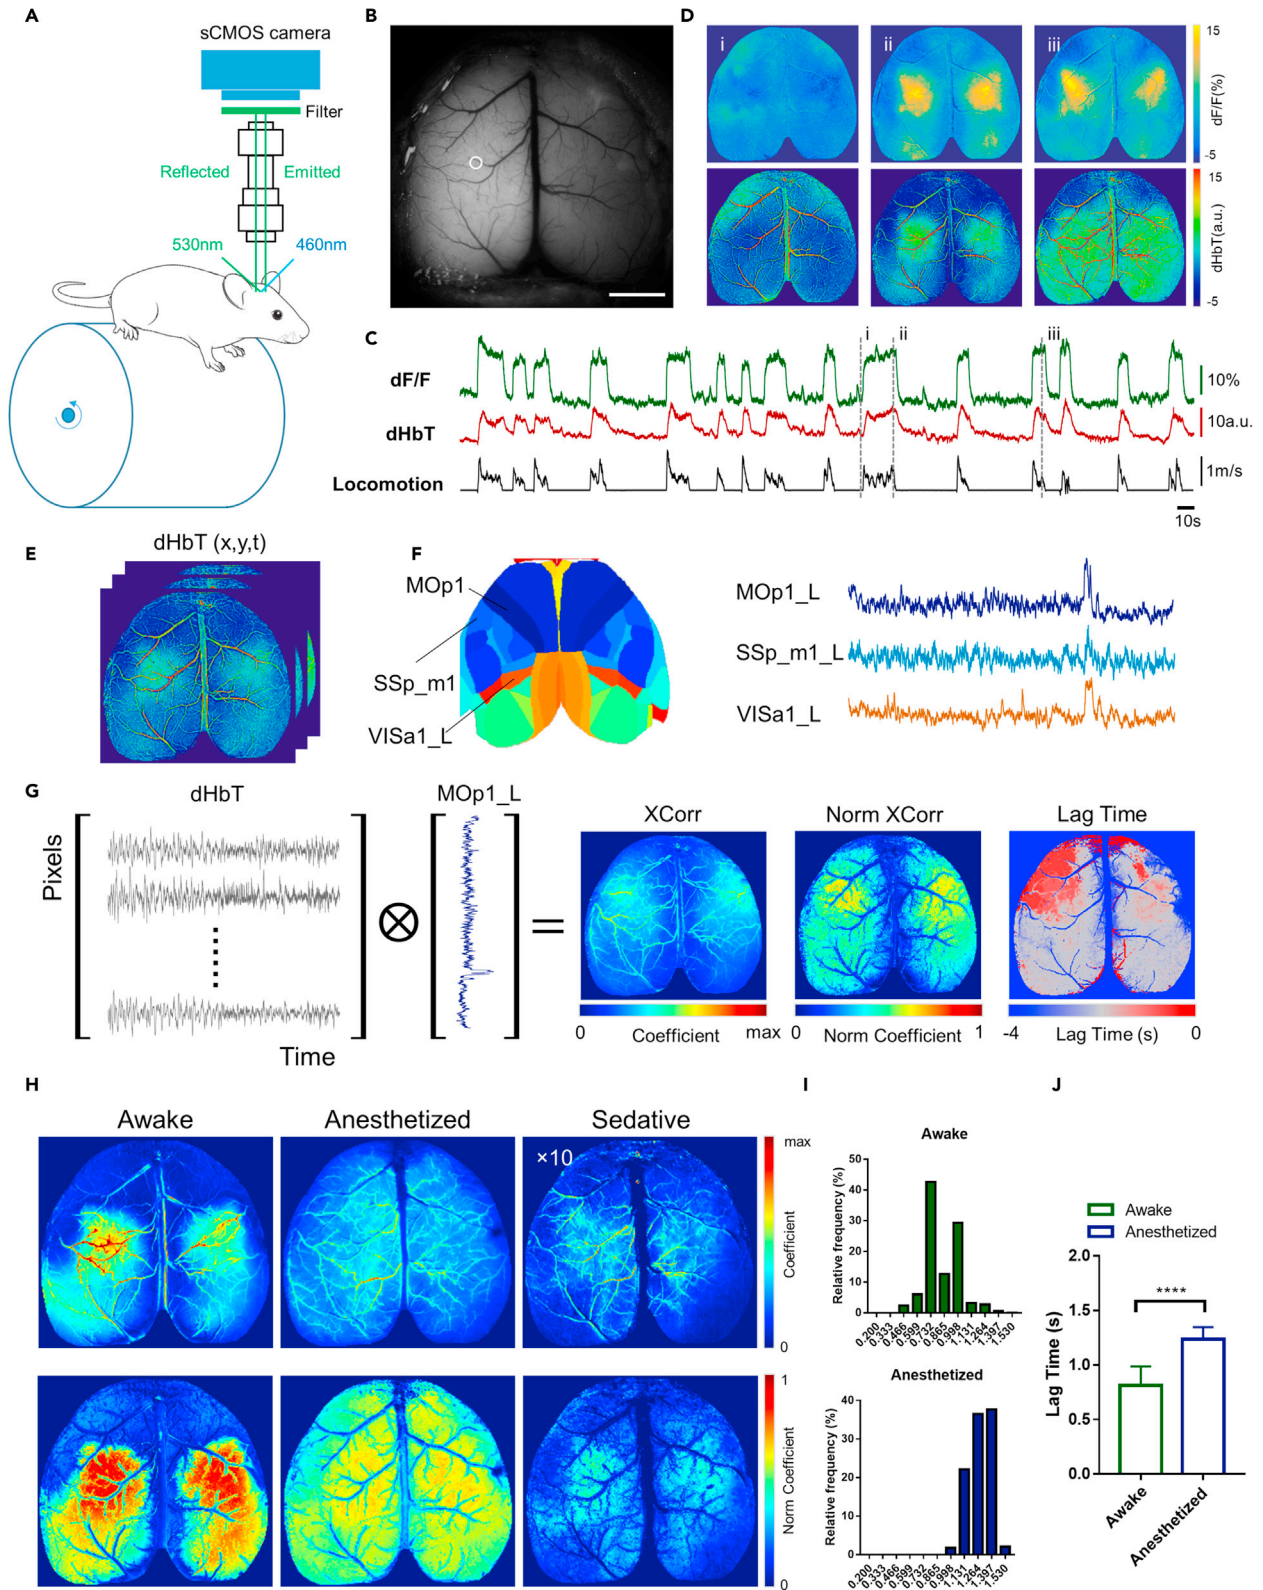 A
sCMOS camera
Filter
Reflected
Emitted
530nm
460nm
B
D
i
ii
iii
15
dF/F(%)
-5
15
dHbT(a.u.)
-5
C
i
ii
iii
dF/F
10%
dHbT
10a.u.
Locomotion
1m/s
10s
E
dHbT (x,y,t)
F
MOp1
SSp_m1
VISa1_L
MOp1_L
SSp_m1_L
VISa1_L
G
dHbT
Pixels
Time
MOp1_L
XCorr
0 Coefficient max
Norm XCorr
0 Norm Coefficient 1
Lag Time
-4 Lag Time (s) 0
H
Awake
Anesthetized
Sedative
×10
max
Coefficient
0
1
Norm Coefficient
0
I
Awake
Relative frequency (%)
50
40
30
20
10
0
0.200 0.333 0.466 0.599 0.732 0.865 0.998 1.131 1.264 1.397 1.530
Anesthetized
Relative frequency (%)
40
30
20
10
0
0.200 0.333 0.466 0.599 0.732 0.865 0.998 1.131 1.264 1.397 1.530
J
Awake
Anesthetized
Lag Time (s)
2.0
1.5
1.0
0.5
0.0
****
Awake
Anesthetized